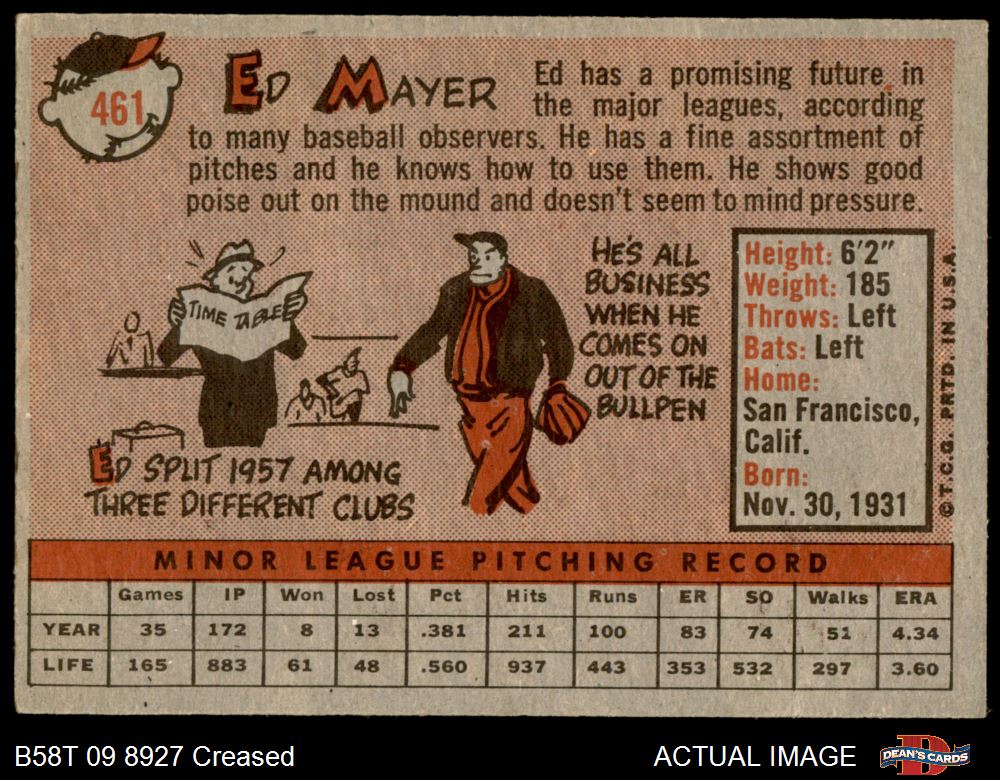 461
ED MAYER
Ed has a promising future in
the major leagues, according
to many baseball observers. He has a fine assortment of
pitches and he knows how to use them. He shows good
poise out on the mound and doesn't seem to mind pressure.
TIME TABLE
ED SPLIT 1957 AMONG
THREE DIFFERENT CLUBS
HE'S ALL
BUSINESS
WHEN HE
COMES ON
OUT OF THE
BULLPEN
Height: 6'2"
Weight: 185
Throws: Left
Bats: Left
Home:
San Francisco,
Calif.
Born:
Nov. 30, 1931
© T.C.G. PRTD. IN U.S.A.
MINOR LEAGUE PITCHING RECORD
Games IP Won Lost Pct Hits Runs ER SO Walks ERA
YEAR 35 172 8 13 .381 211 100 83 74 51 4.34
LIFE 165 883 61 48 .560 937 443 353 532 297 3.60
B58T 09 8927 Creased
ACTUAL IMAGE
DEAN'S CARDS